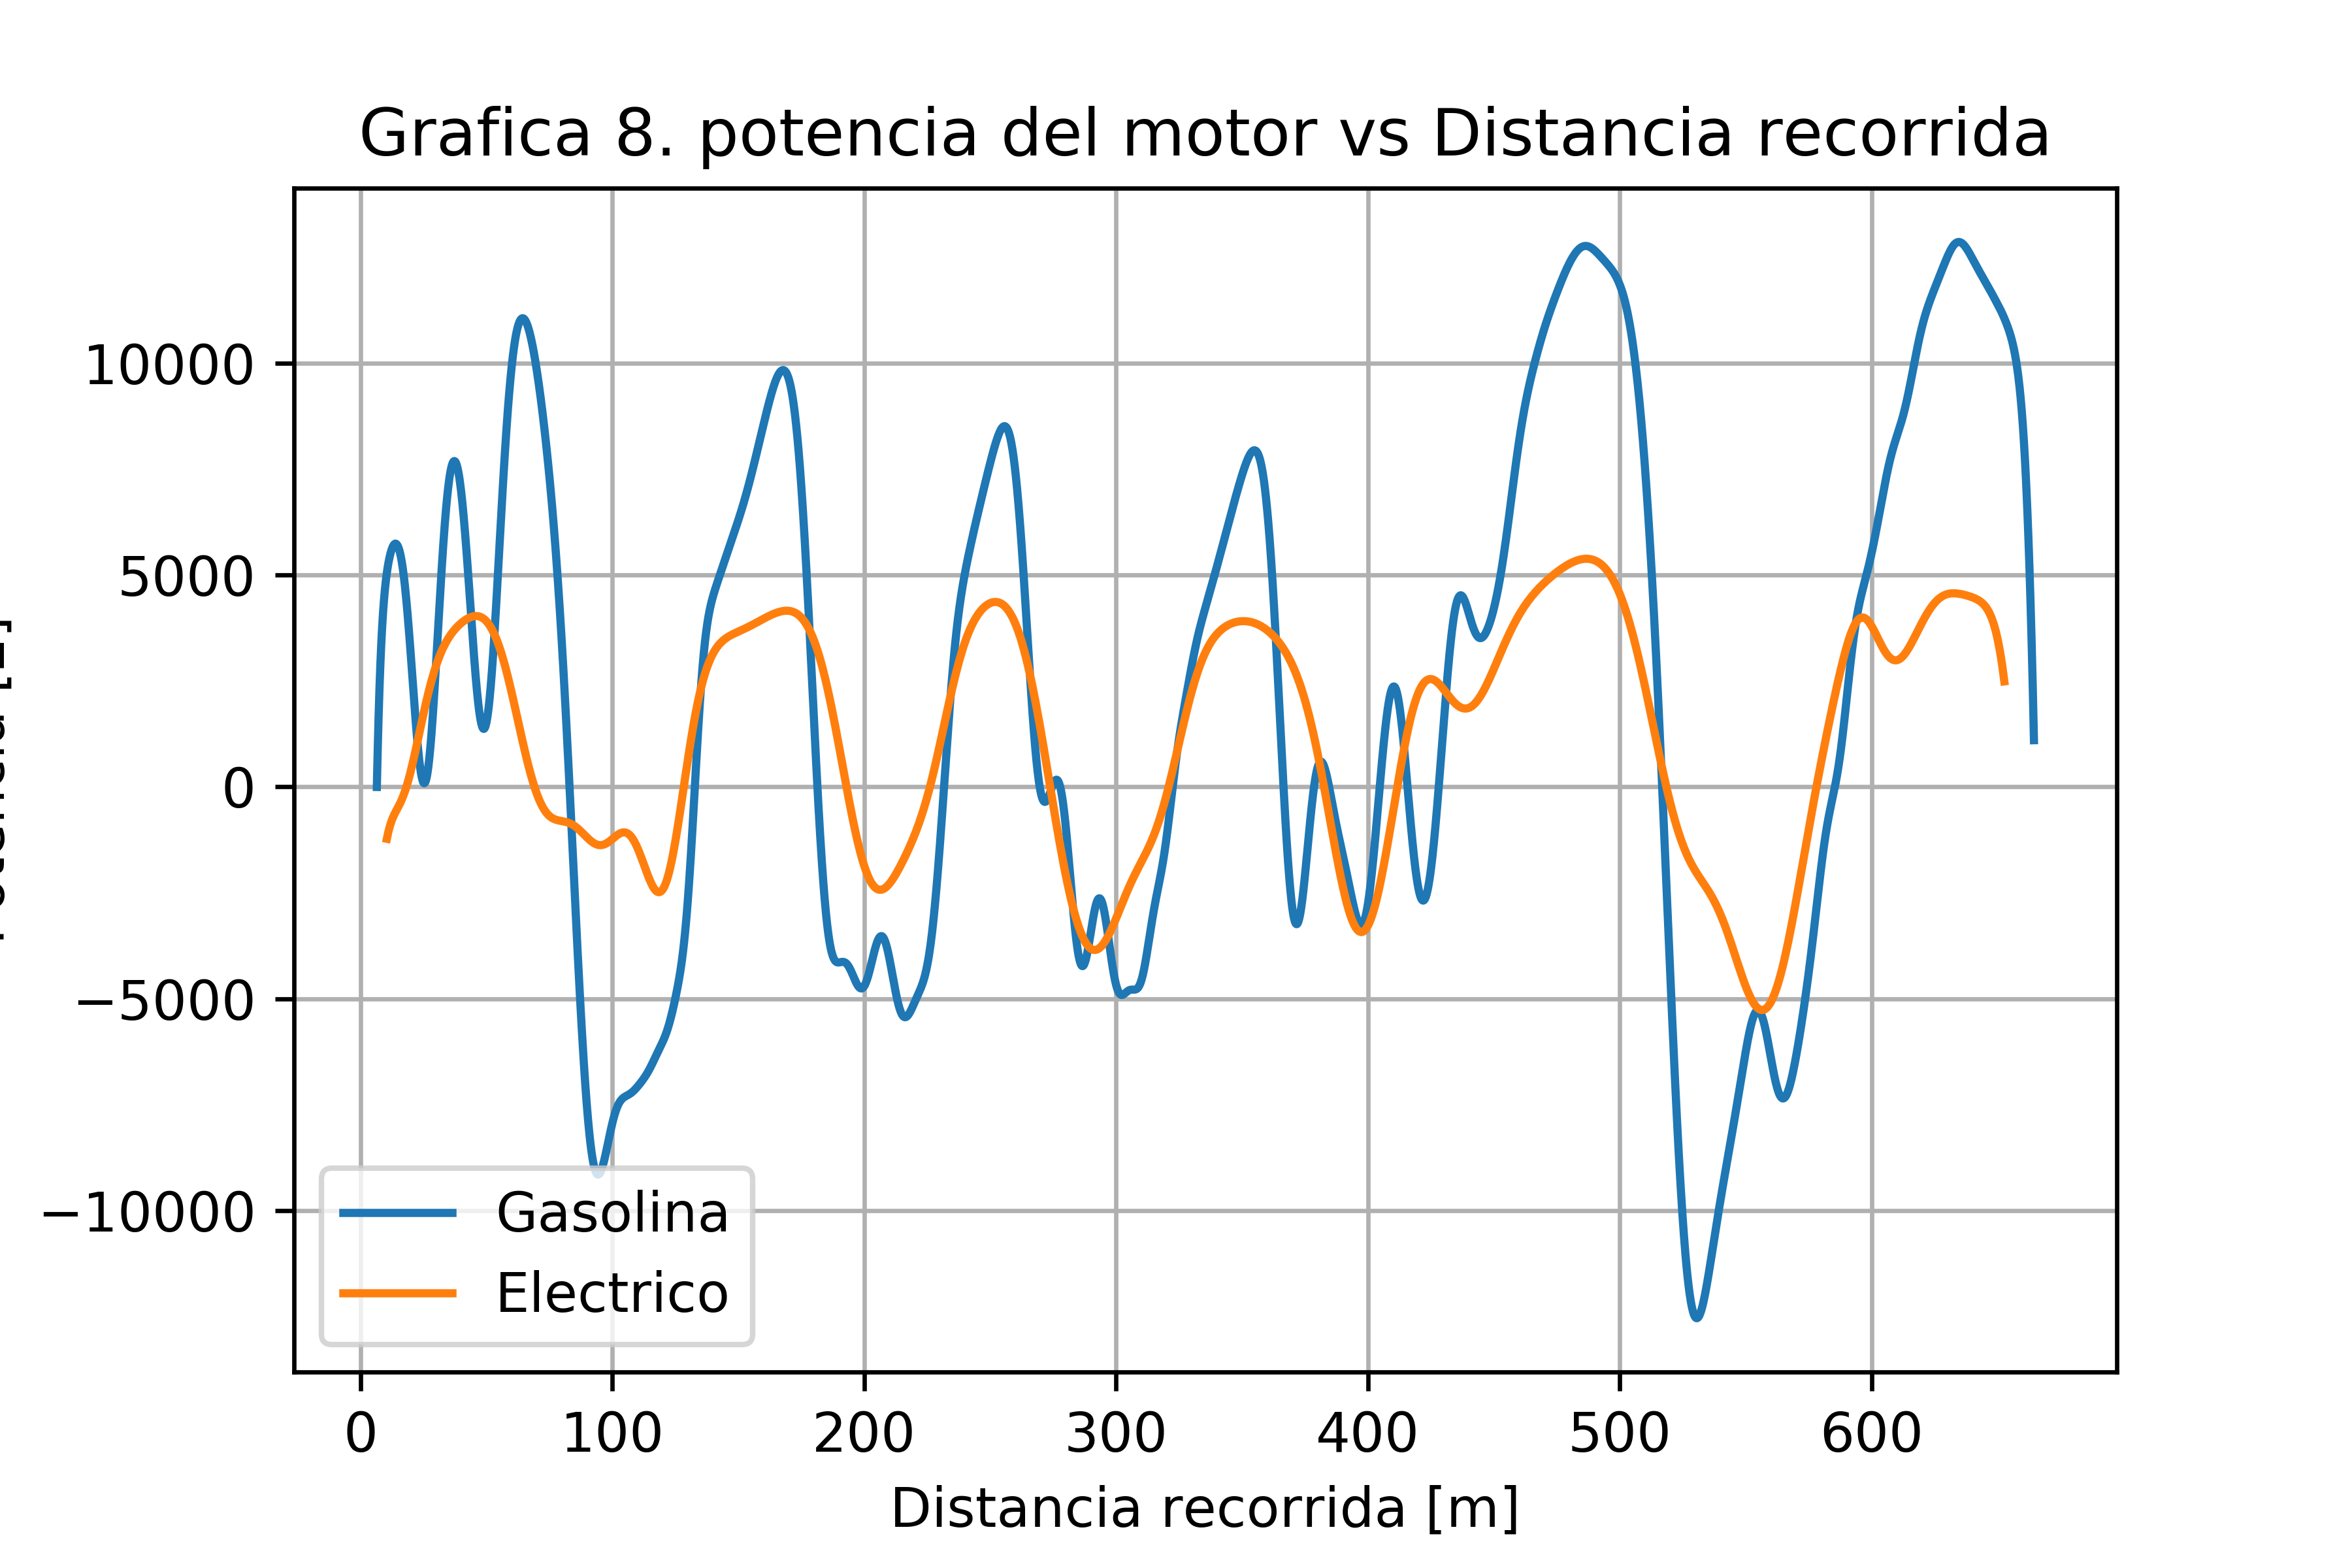 Grafica 8. potencia del motor vs Distancia recorrida
10000
5000
0
−5000
−10000
Gasolina
Electrico
0 100 200 300 400 500 600
Distancia recorrida [m]